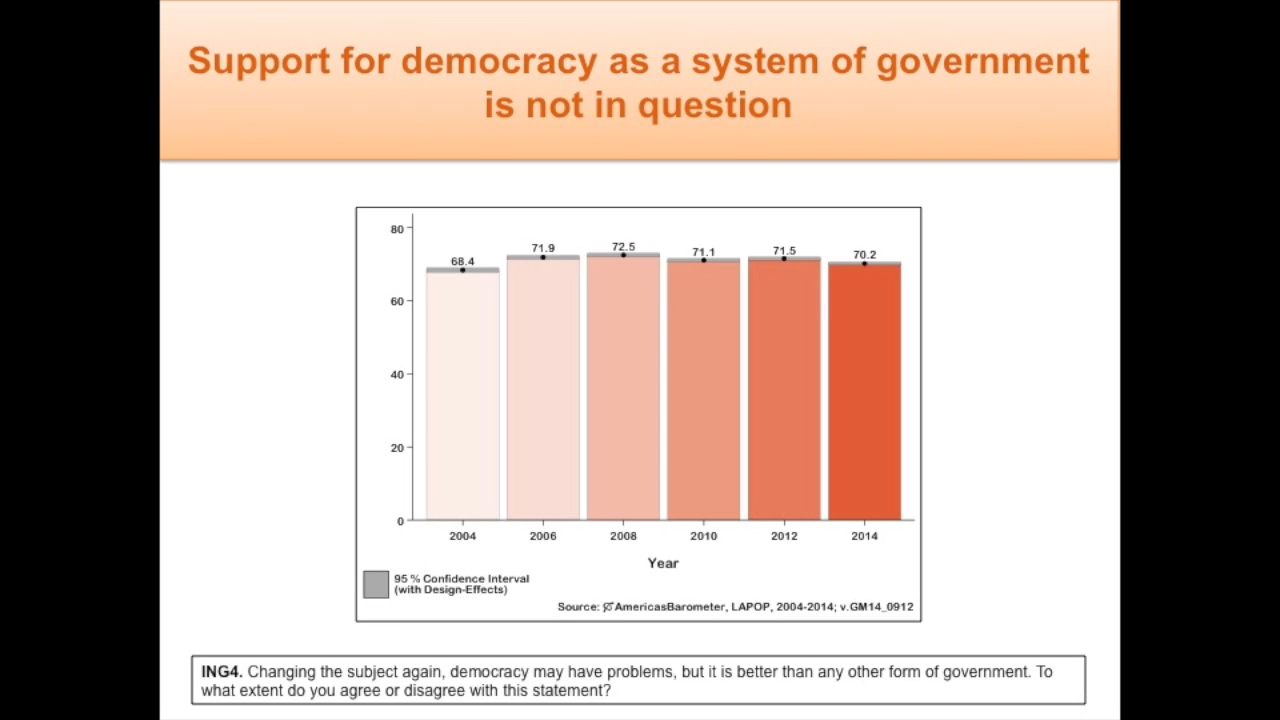 Support for democracy as a system of government
is not in question
80
60
40
20
0
68.4
71.9
72.5
71.1
71.5
70.2
2004
2006
2008
2010
2012
2014
Year
95 % Confidence Interval
(with Design-Effects)
Source: AmericasBarometer, LAPOP, 2004-2014; v.GM14_0912
ING4. Changing the subject again, democracy may have problems, but it is better than any other form of government. To
what extent do you agree or disagree with this statement?